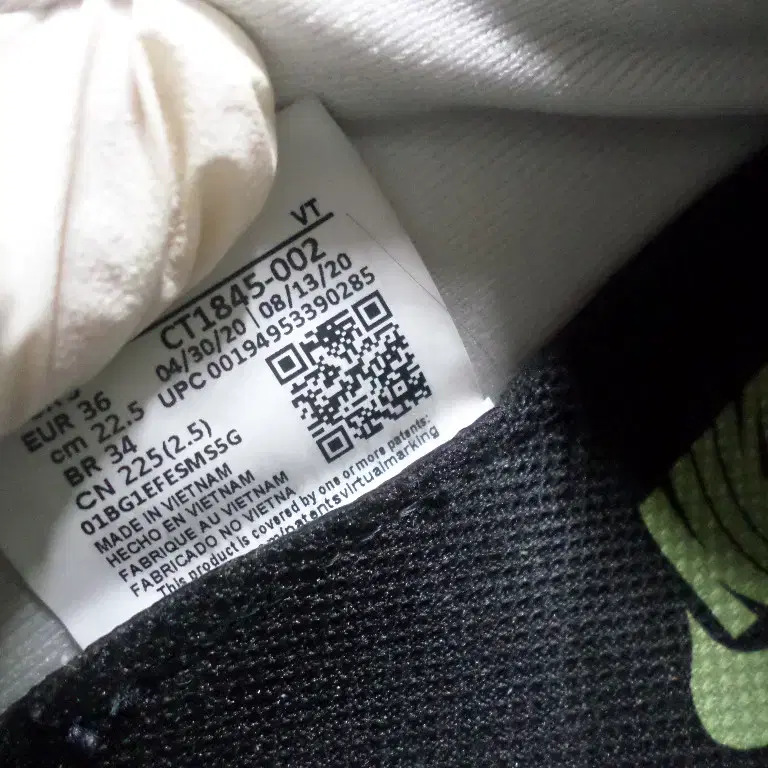 VT
CT1845-002
04/30/20 | 08/13/20
UPC 00194953390285
EUR 36
cm 22.5
BR 34
CN 225(2.5)
01BG1EFESMS5G
MADE IN VIETNAM
HECHO EN VIETNAM
FABRIQUE AU VIETNAM
FABRICADO NO VIETNA
This product is covered by one or more patents: